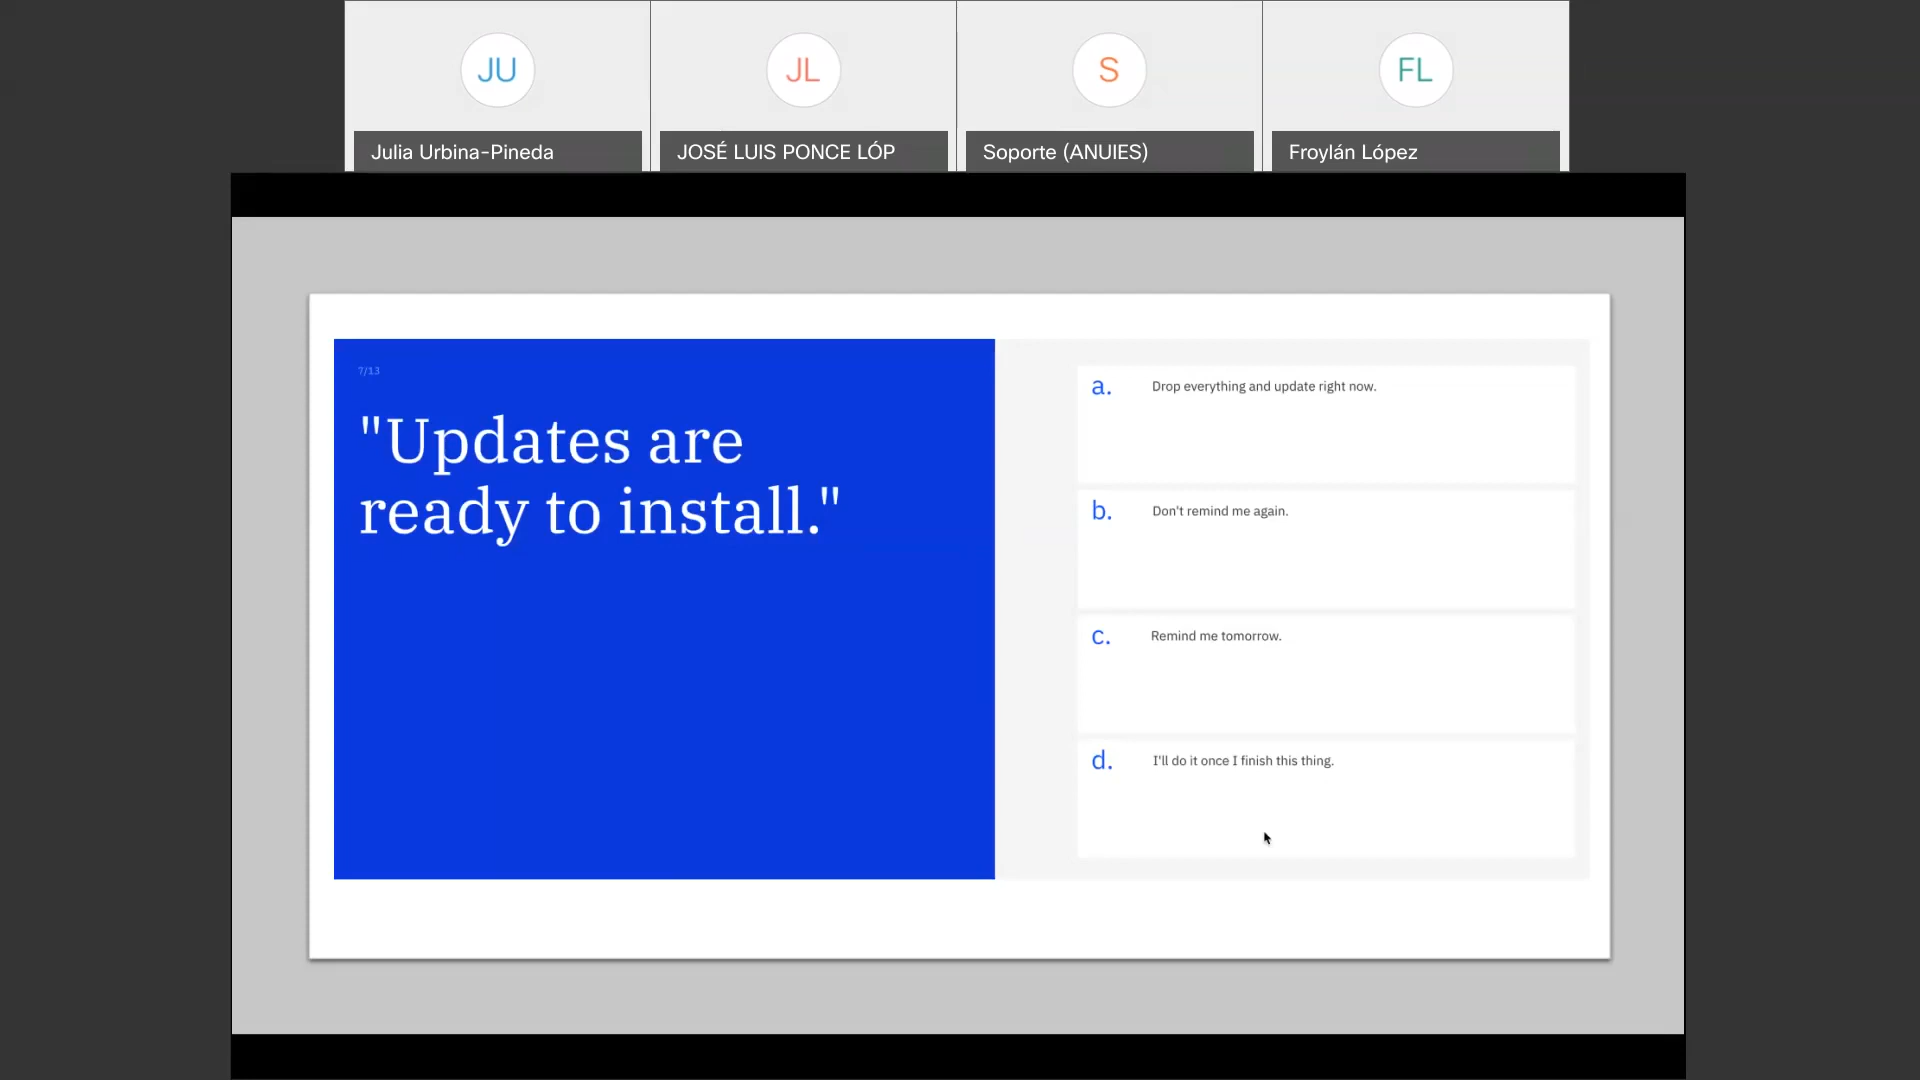 JU
JL
S
FL
Julia Urbina-Pineda
JOSÉ LUIS PONCE LÓP
Soporte (ANUIES)
Froylán López
7/13
"Updates are
ready to install."
a. Drop everything and update right now.
b. Don't remind me again.
c. Remind me tomorrow.
d. I'll do it once I finish this thing.